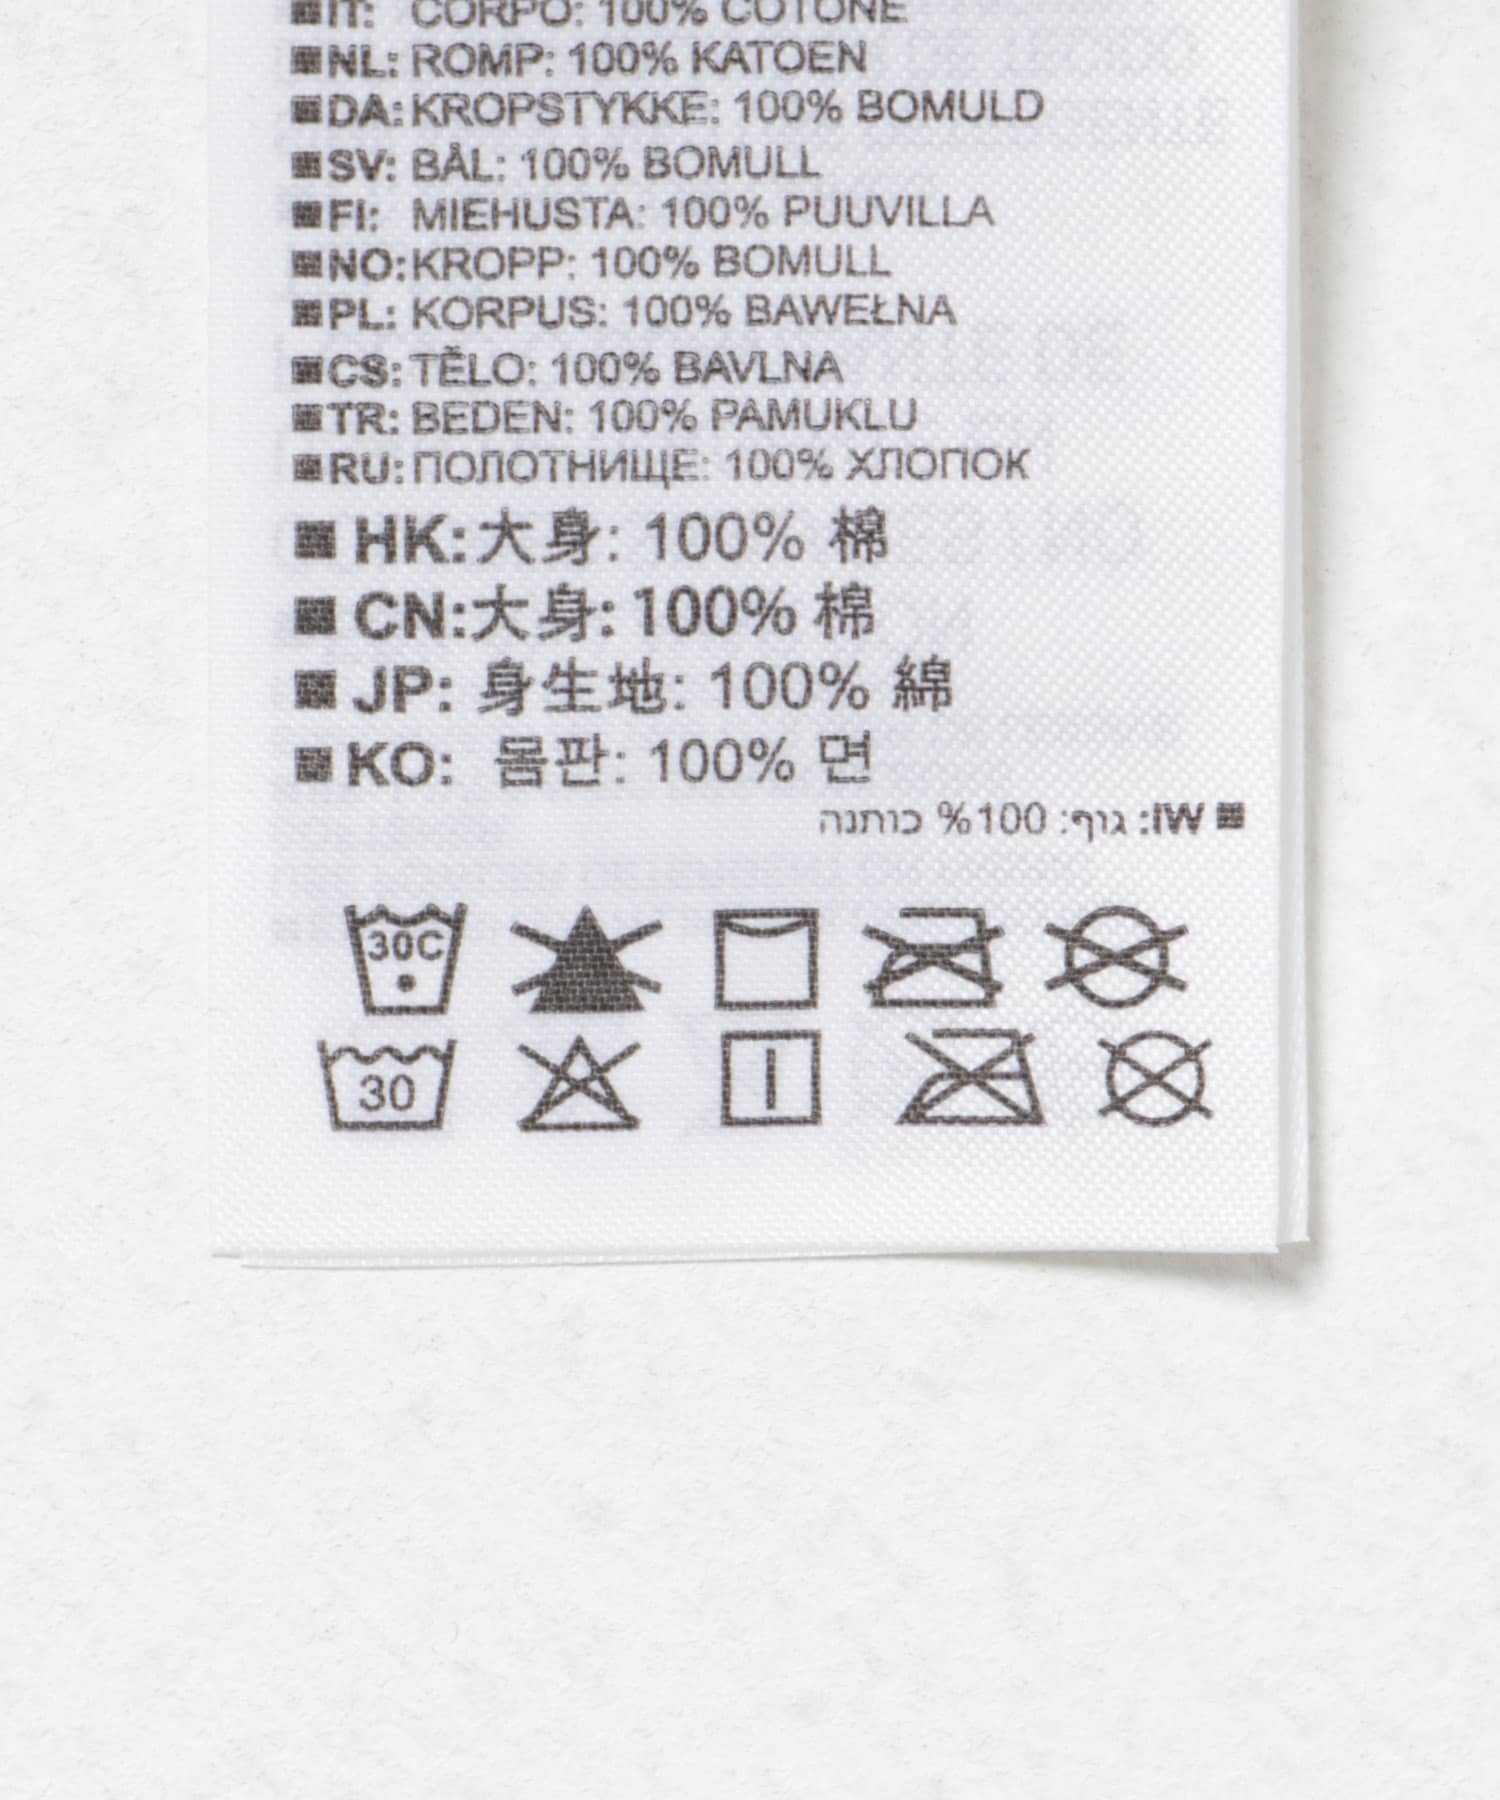 IT: CORPO: 100% COTONE
NL: ROMP: 100% KATOEN
DA: KROPSTYKKE: 100% BOMULD
SV: BÅL: 100% BOMULL
FI: MIEHUSTA: 100% PUUVILLA
NO: KROPP: 100% BOMULL
PL: KORPUS: 100% BAWEŁNA
CS: TĚLO: 100% BAVLNA
TR: BEDEN: 100% PAMUKLU
RU: ПОЛОТНИЩЕ: 100% ХЛОПОК
HK: 大身: 100% 棉
CN: 大身: 100% 棉
JP: 身生地: 100% 綿
KO: 몸판: 100% 면
IW: גוף: 100% כותנה
30C
30